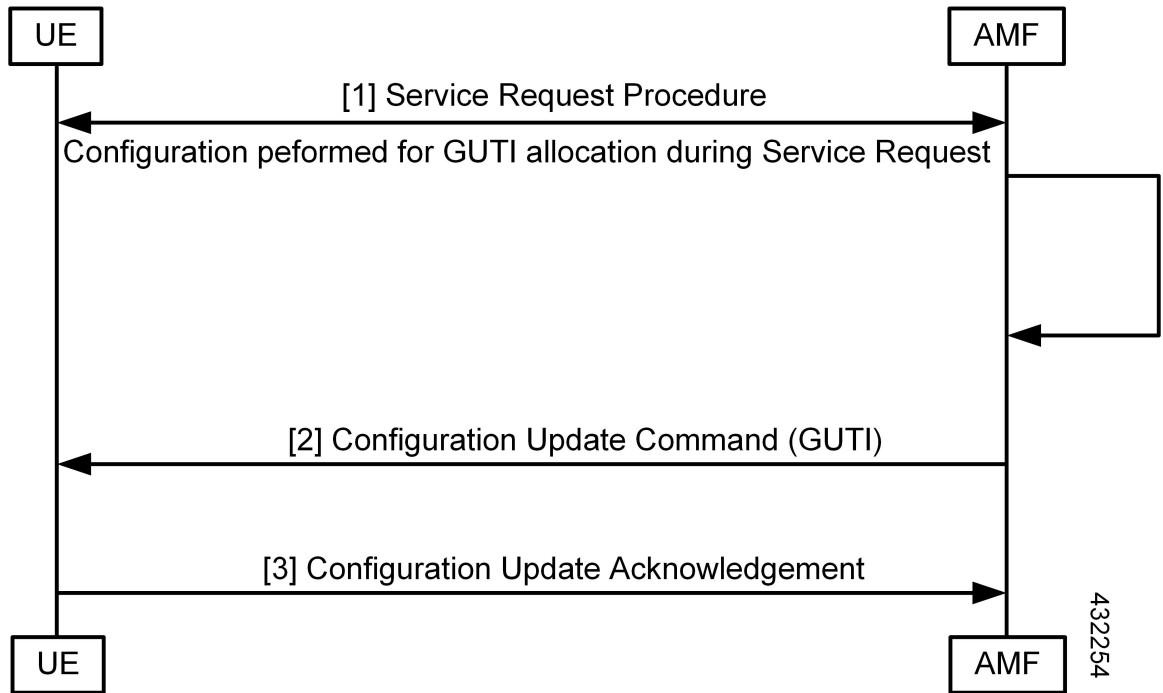 UE
AMF
[1] Service Request Procedure
Configuration peformed for GUTI allocation during Service Request
[2] Configuration Update Command (GUTI)
[3] Configuration Update Acknowledgement
432254
UE
AMF